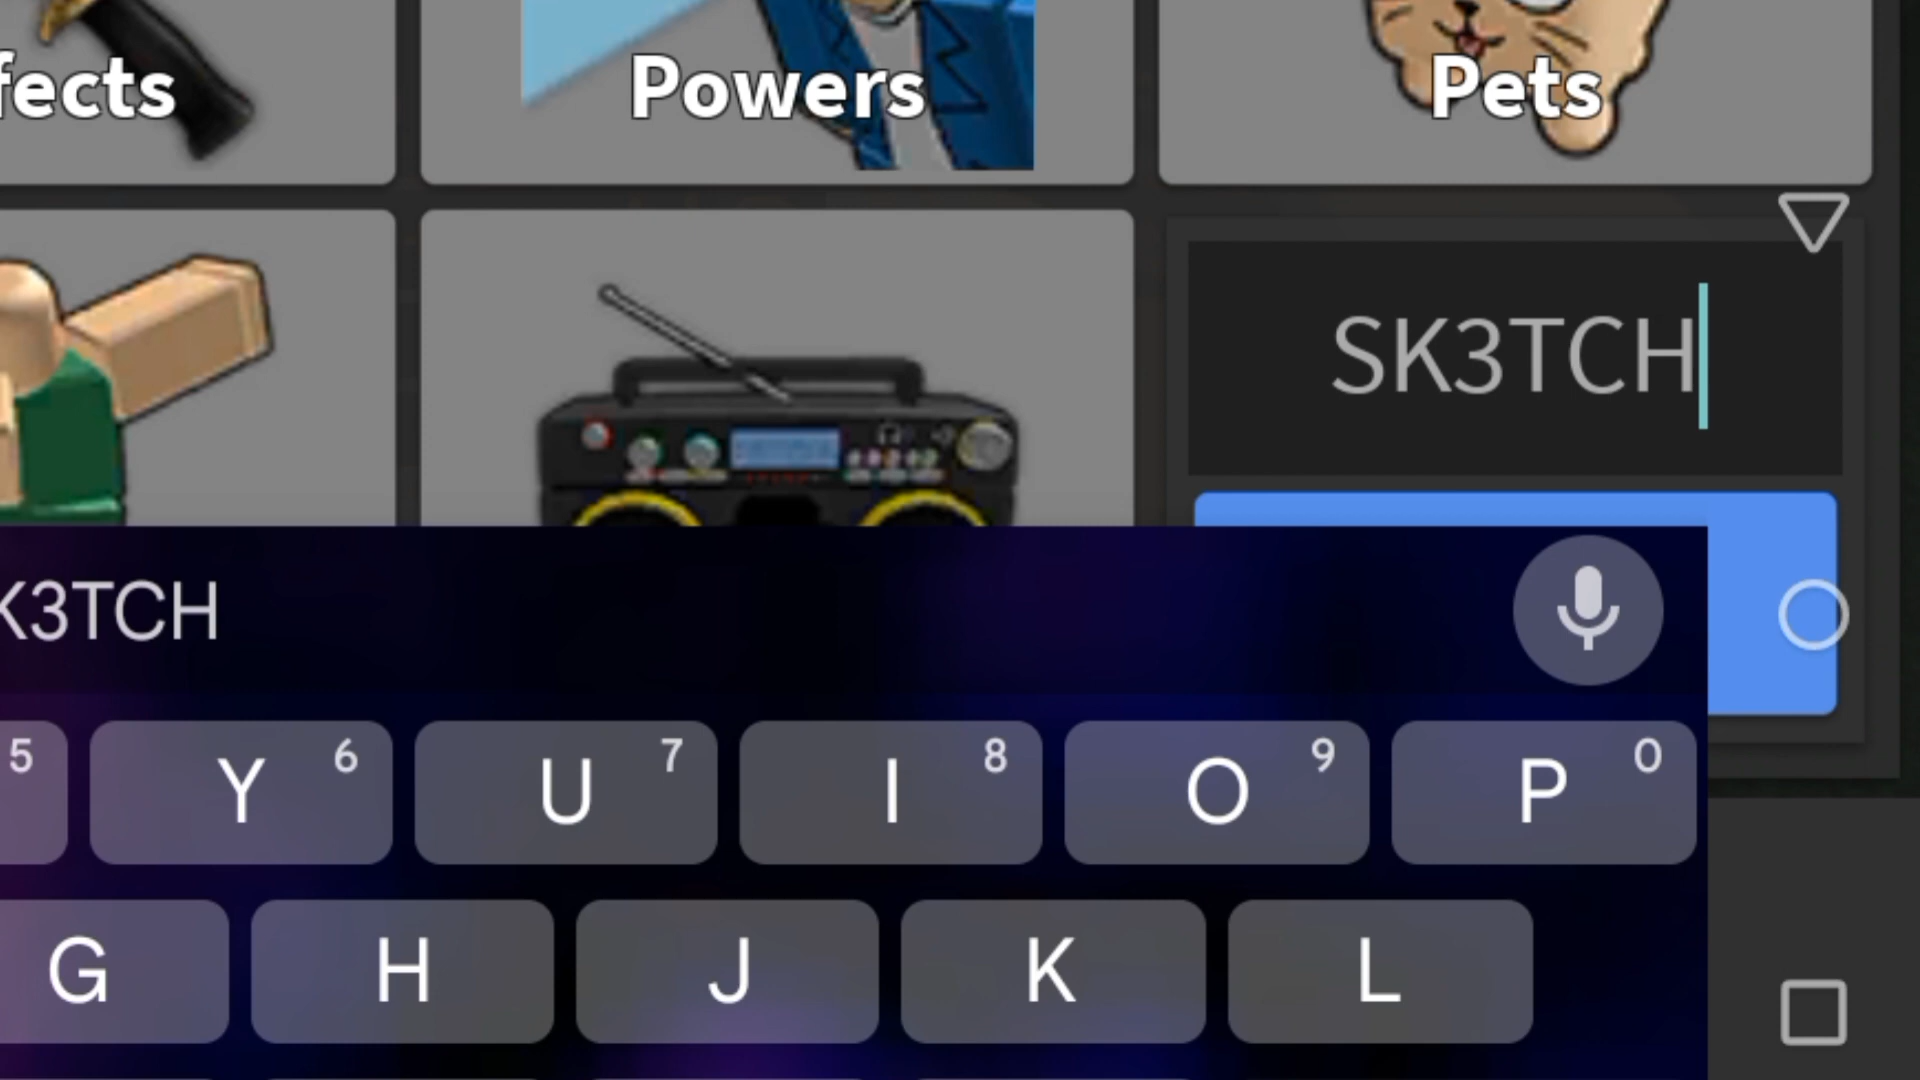 fects
Powers
Pets
SK3TCH
K3TCH
5
Y 6
U 7
I 8
O 9
P 0
G
H
J
K
L